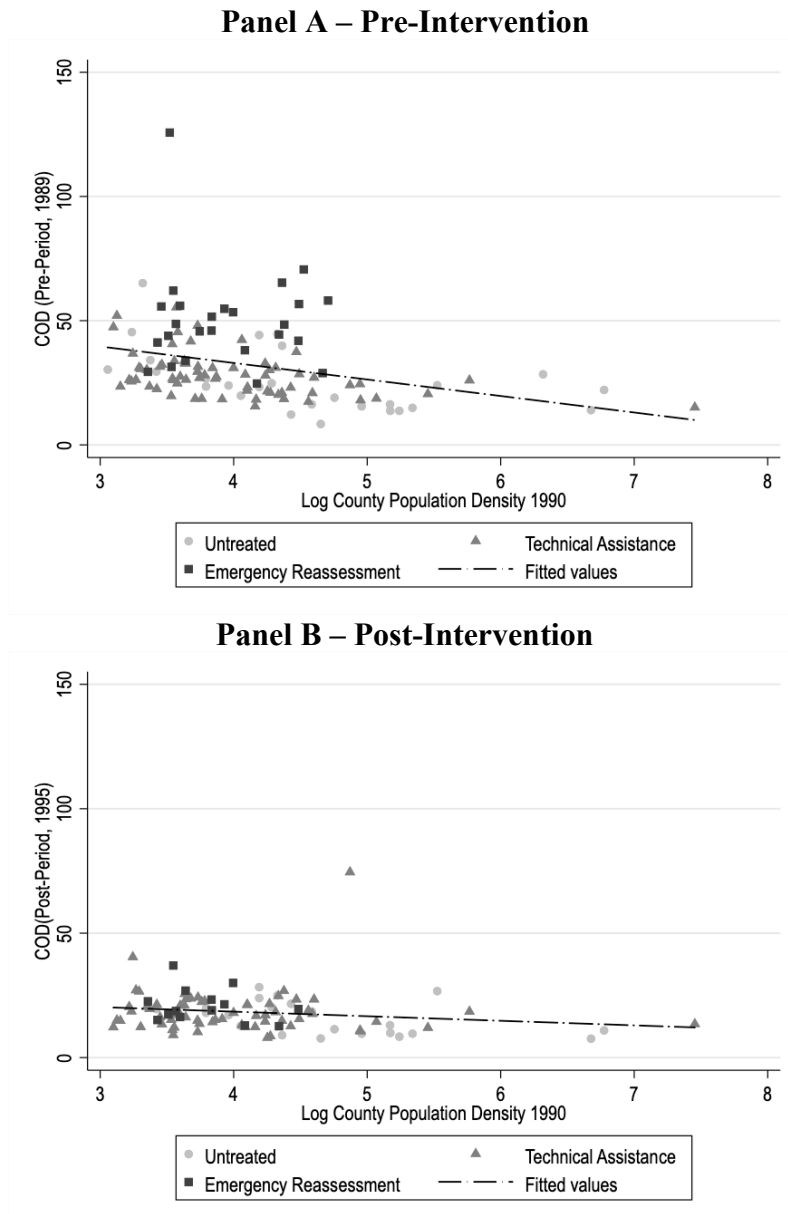 Panel A – Pre-Intervention
COD (Pre-Period, 1989)
150
100
50
0
3 4 5 6 7 8
Log County Population Density 1990
Untreated Technical Assistance
Emergency Reassessment Fitted values
Panel B – Post-Intervention
COD(Post-Period, 1995)
150
100
50
0
3 4 5 6 7 8
Log County Population Density 1990
Untreated Technical Assistance
Emergency Reassessment Fitted values